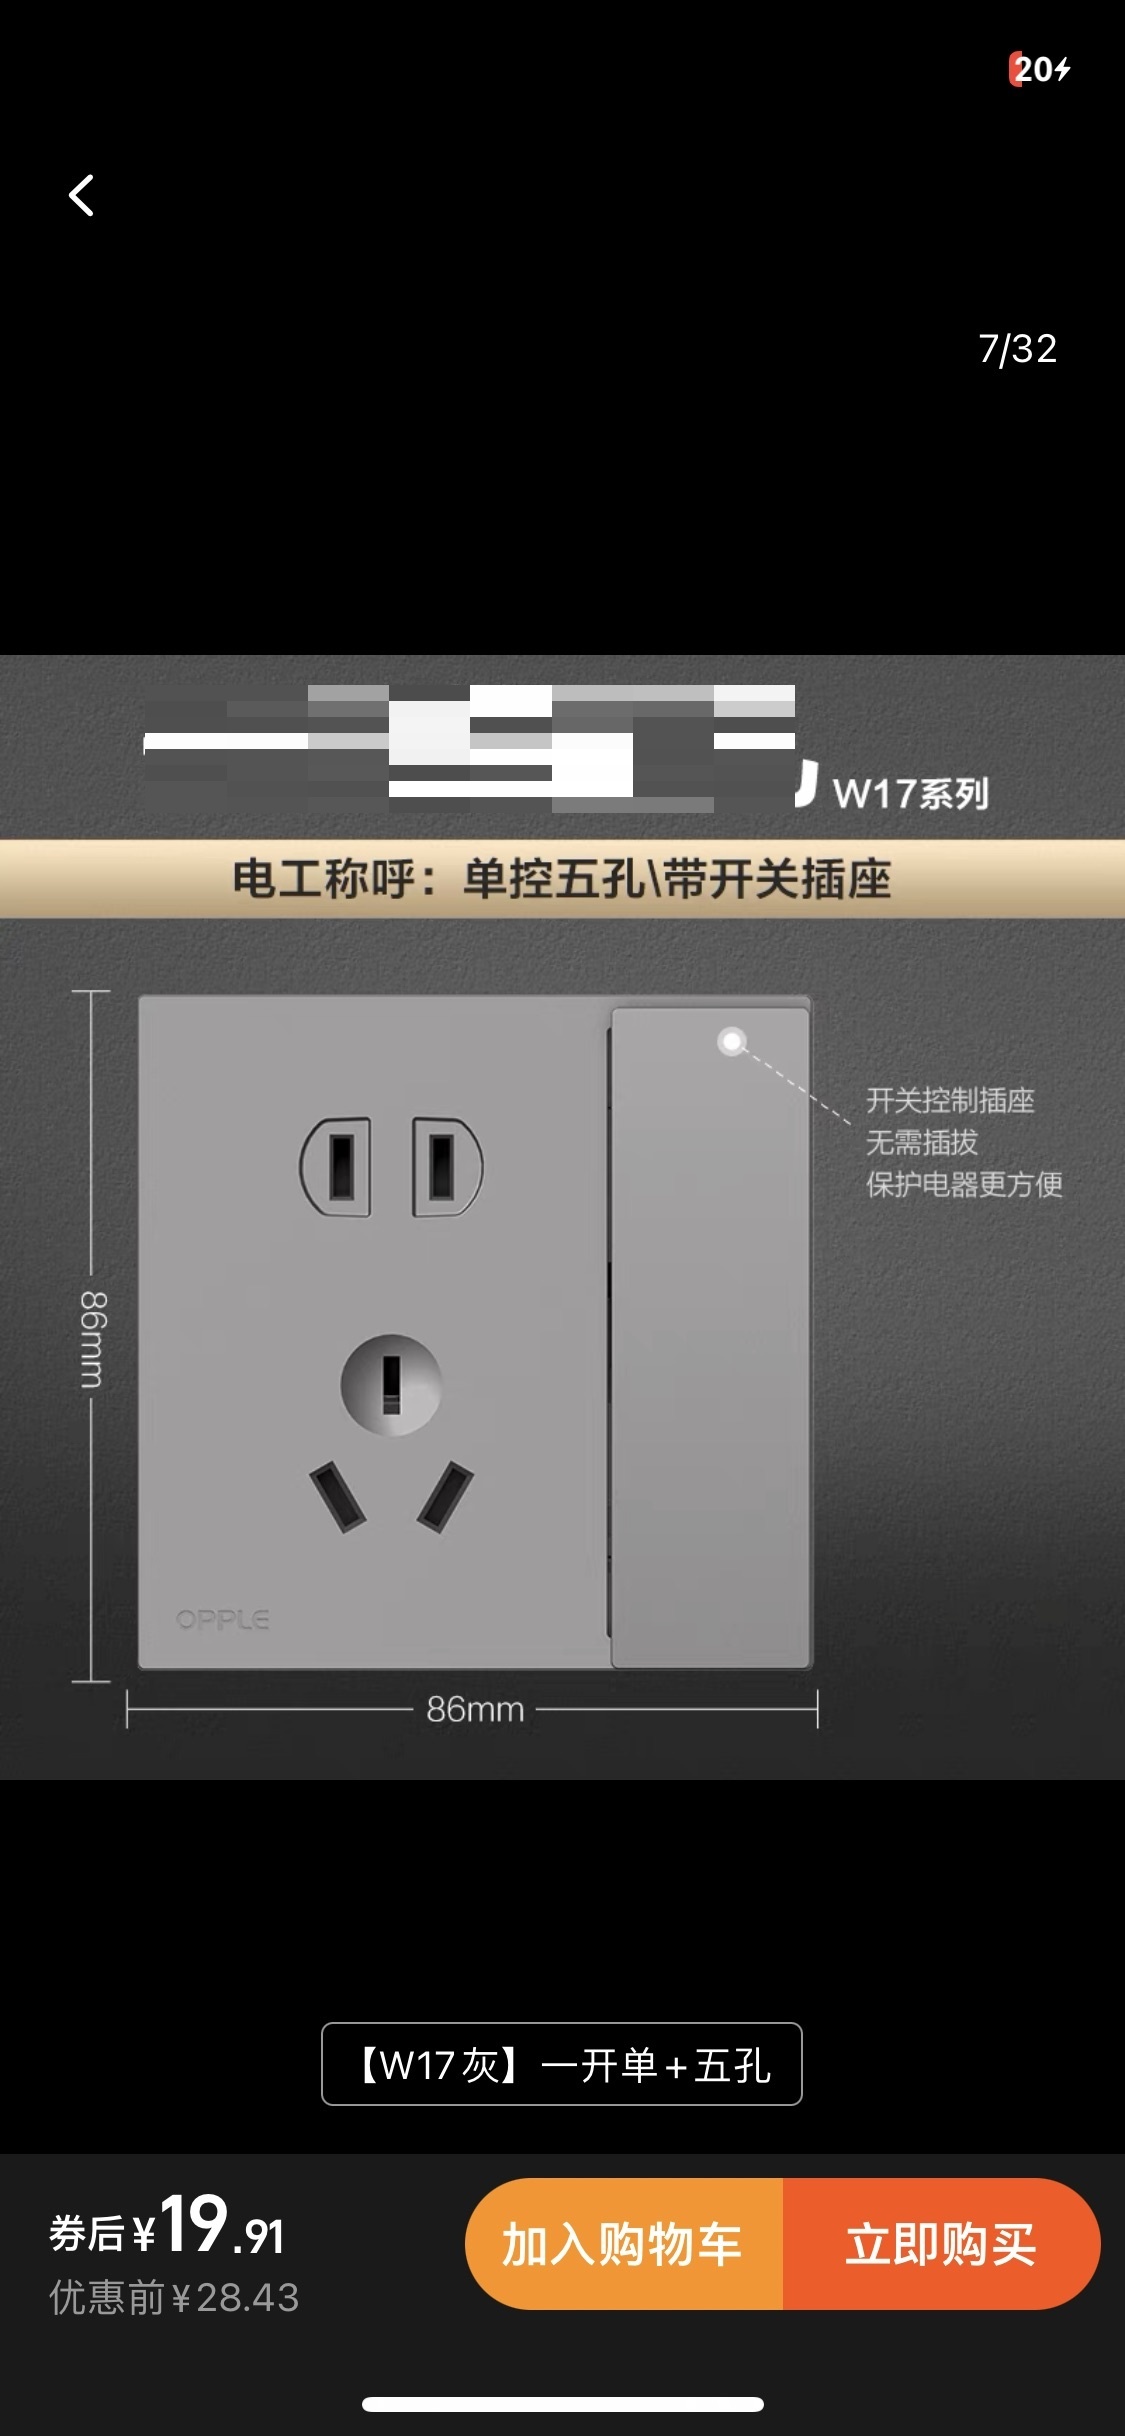 20
7/32
W17系列
电工称呼：单控五孔\带开关插座
开关控制插座
无需插拔
保护电器更方便
86mm
OPPLE
86mm
【W17灰】一开单+五孔
券后¥19.91
优惠前¥28.43
加入购物车
立即购买